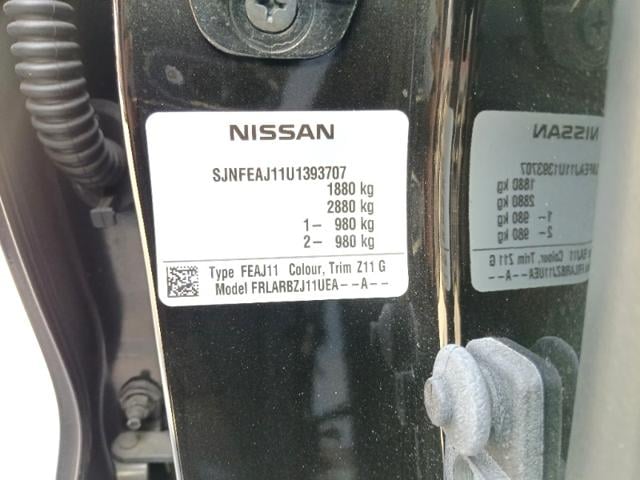 NISSAN
SJNFEAJ11U1393707
1880 kg
2880 kg
1- 980 kg
2- 980 kg
Type FEAJ11 Colour, Trim Z11 G
Model FRLARBZJ11UEA--A--